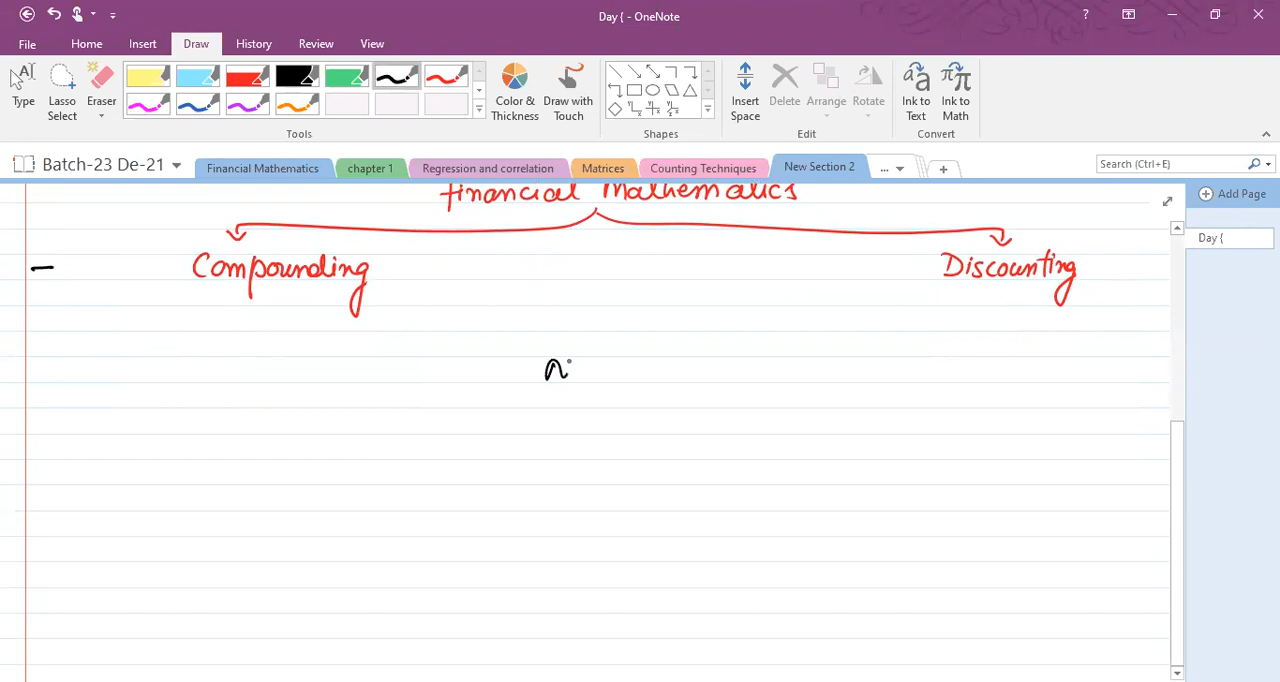 Day { - OneNote
?
File Home Insert Draw History Review View
Type Lasso Select Eraser Color & Thickness Draw with Touch Insert Space Delete Arrange Rotate Ink to Text Ink to Math
Tools Shapes Edit Convert
Batch-23 De-21 Financial Mathematics chapter 1 Regression and correlation Matrices Counting Techniques New Section 2 ... + Search (Ctrl+E)
Add Page
Day {
Financial Mathematics
Compounding Discounting